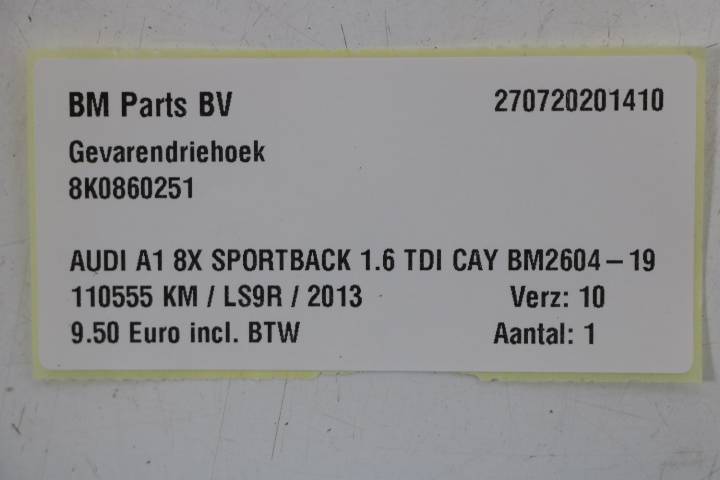 BM Parts BV 270720201410
Gevarendriehoek
8K0860251
AUDI A1 8X SPORTBACK 1.6 TDI CAY BM2604-19
110555 KM / LS9R / 2013 Verz: 10
9.50 Euro incl. BTW Aantal: 1